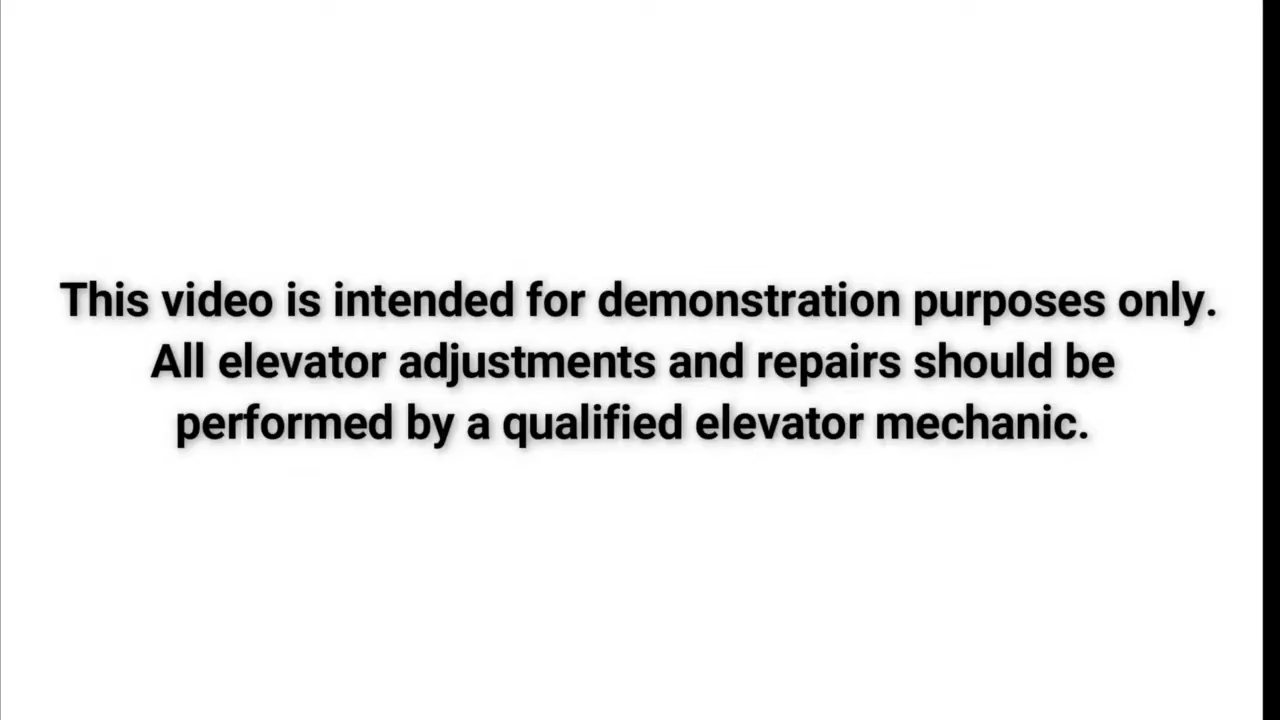 This video is intended for demonstration purposes only.
All elevator adjustments and repairs should be
performed by a qualified elevator mechanic.